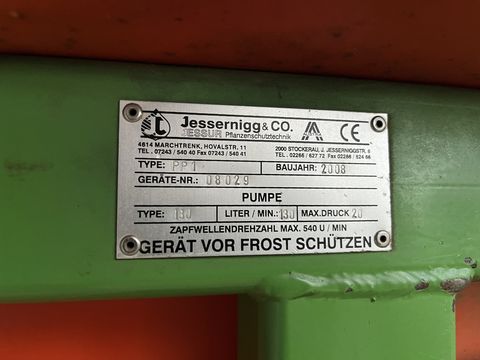 Jessernigg & CO.
JESSUR Pflanzenschutztechnik
CE
4614 MARCHTRENK, HOVALSTR. 11
TEL. 07243 / 540 40 Fax 07243 / 540 41
2000 STOCKERAU, J. JESSERNIGGSTR. 6
TEL. 02266 / 627 72 Fax 02266 / 624 66
TYPE: PP1 BAUJAHR: 2008
GERÄTE-NR.: 08029
PUMPE
TYPE: 130 LITER / MIN.: 130 MAX.DRUCK 20
ZAPFWELLENDREHZAHL MAX. 540 U / MIN
GERÄT VOR FROST SCHÜTZEN